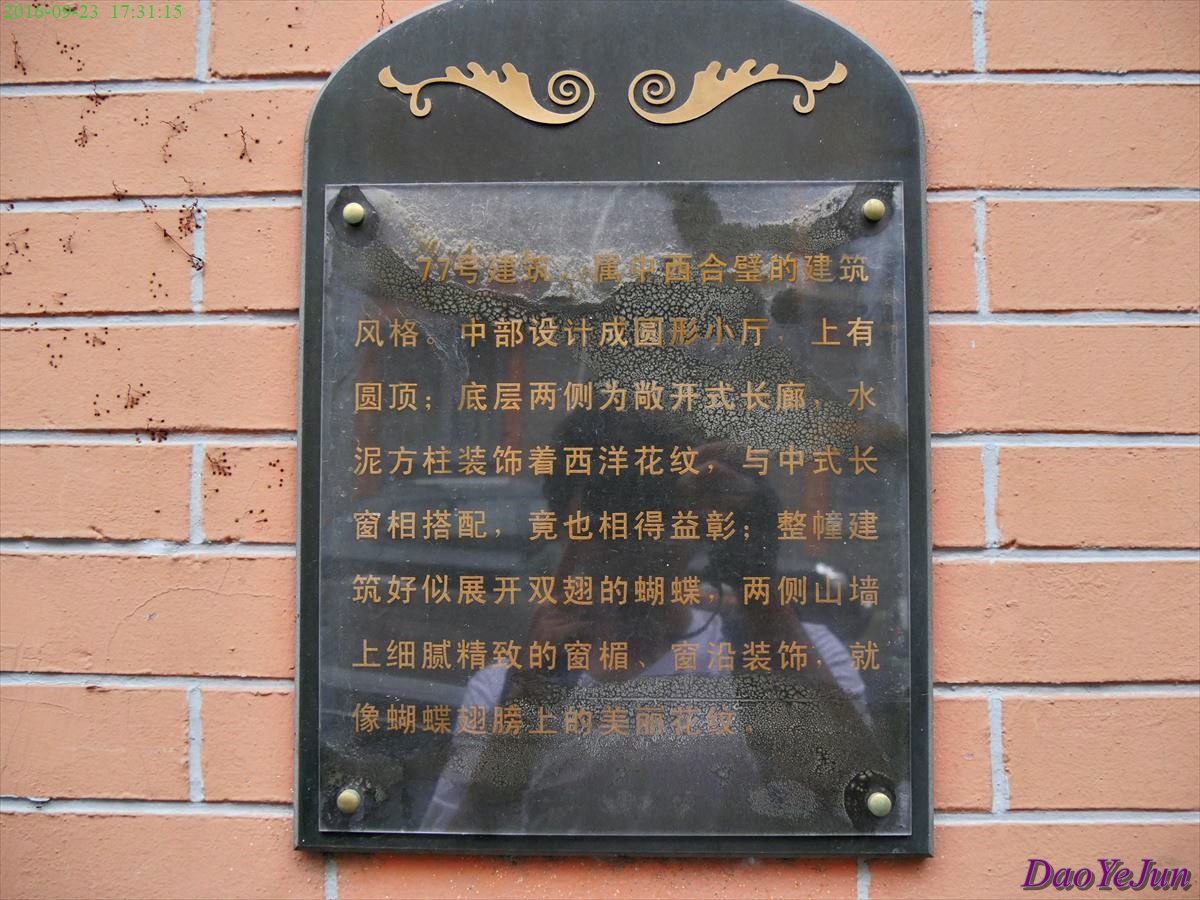 2016-09-23 17:31:15
77号建筑，属中西合璧的建筑
风格。中部设计成圆形小厅，上有
圆顶；底层两侧为敞开式长廊，水
泥方柱装饰着西洋花纹，与中式长
窗相搭配，竟也相得益彰；整幢建
筑好似展开双翅的蝴蝶，两侧山墙
上细腻精致的窗楣、窗沿装饰，就
像蝴蝶翅膀上的美丽花纹。
DaoYeJun